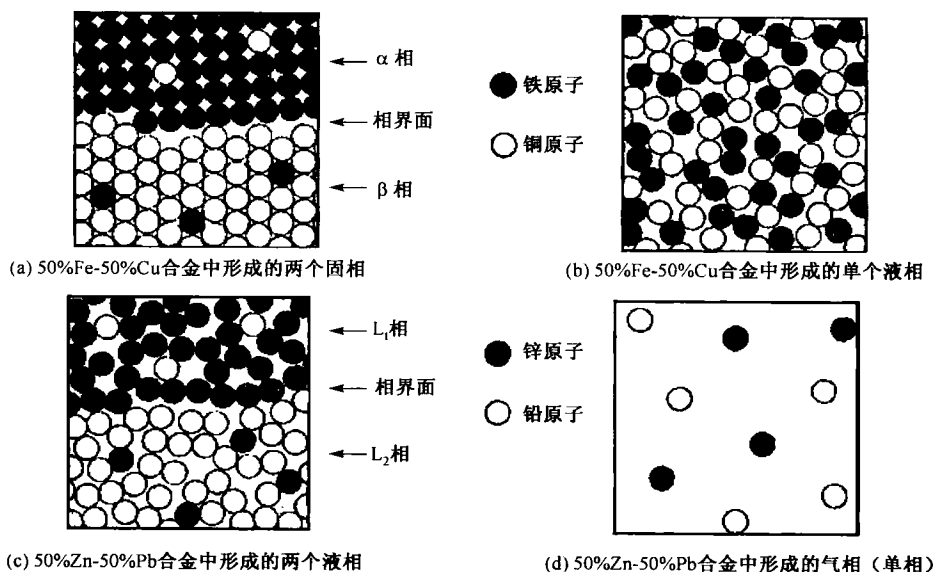 α相
相界面
β相
铁原子
铜原子
(a) 50%Fe-50%Cu合金中形成的两个固相
(b) 50%Fe-50%Cu合金中形成的单个液相
L₁相
相界面
L₂相
锌原子
铅原子
(c) 50%Zn-50%Pb合金中形成的两个液相
(d) 50%Zn-50%Pb合金中形成的气相（单相）